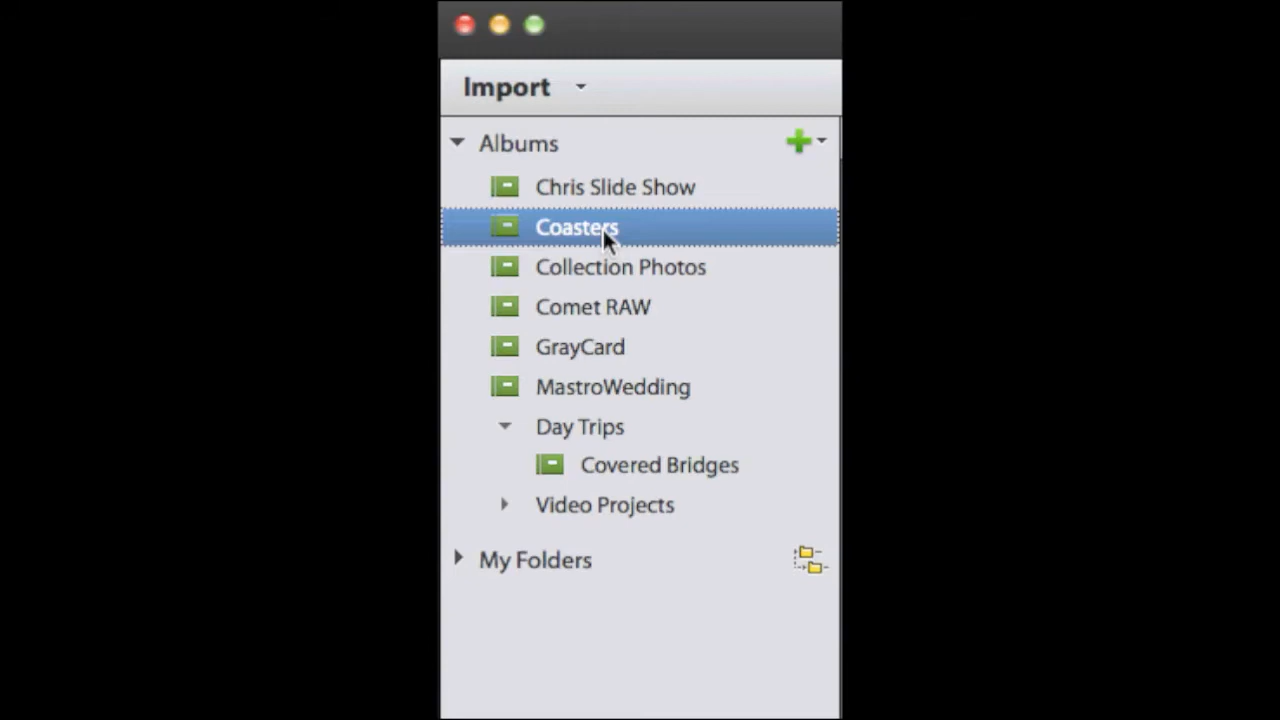 Import
Albums
Chris Slide Show
Coasters
Collection Photos
Comet RAW
GrayCard
MastroWedding
Day Trips
Covered Bridges
Video Projects
My Folders